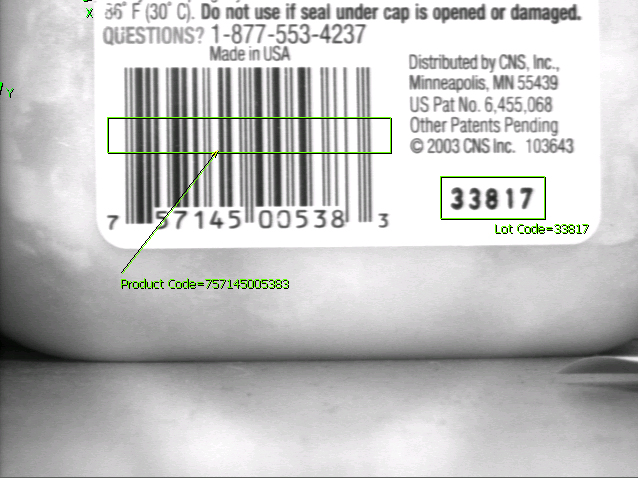 86° F (30° C). Do not use if seal under cap is opened or damaged.
QUESTIONS? 1-877-553-4237
Made in USA
Distributed by CNS, Inc.,
Minneapolis, MN 55439
US Pat No. 6,455,068
Other Patents Pending
© 2003 CNS Inc. 103643
33817
Lot Code=33817
7 57145 00538 3
Product Code=757145005383
X
Y